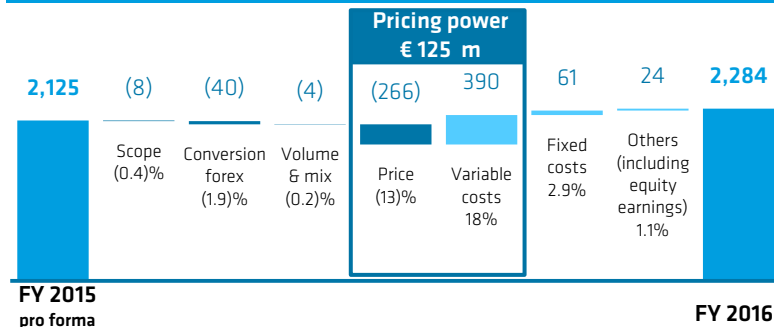 Pricing power
€ 125 m
2,125
(8)
(40)
(4)
(266)
390
61
24
2,284
Scope
(0.4)%
Conversion
forex
(1.9)%
Volume
& mix
(0.2)%
Price
(13)%
Variable
costs
18%
Fixed
costs
2.9%
Others
(including
equity
earnings)
1.1%
FY 2015
pro forma
FY 2016